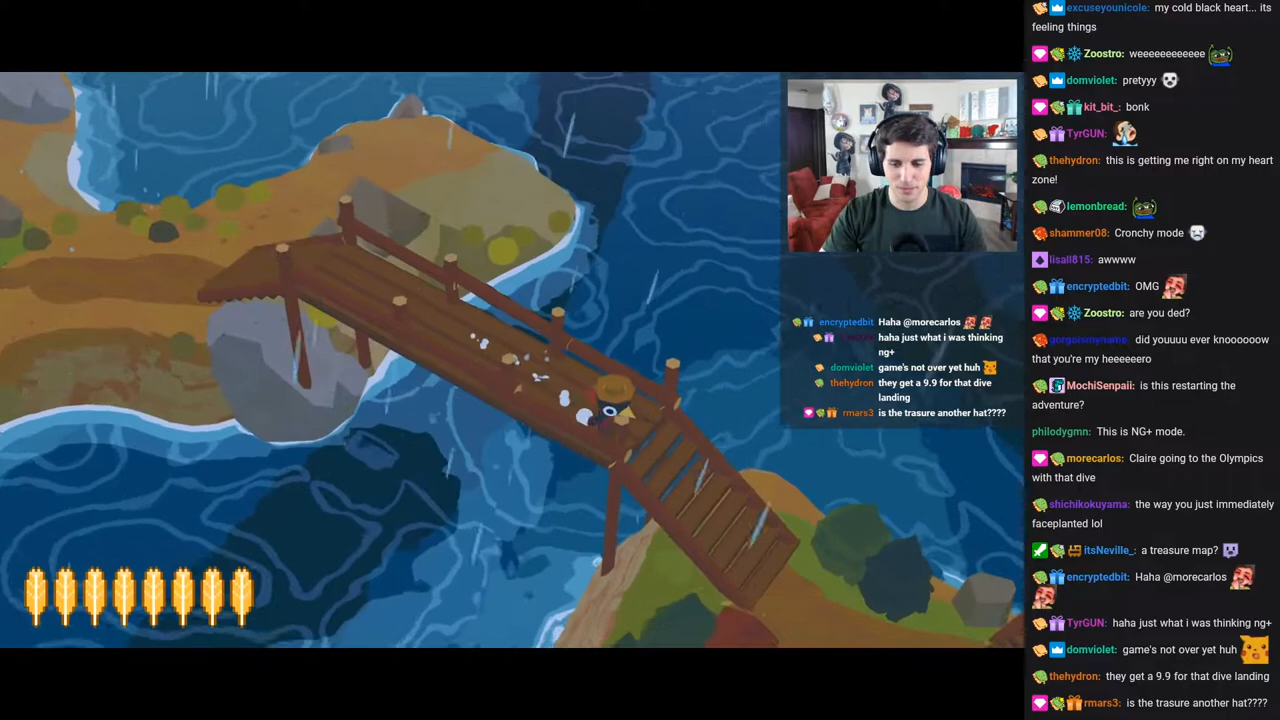 excuseyounicole: my cold black heart... its
feeling things
Zoostro: weeeeeeeeeee
domviolet: pretyyy
kit_bit_: bonk
TyrGUN:
thehydron: this is getting me right on my heart
zone!
lemonbread:
shammer08: Cronchy mode
lisall815: awwww
encryptedbit: OMG
Zoostro: are you ded?
gorgoismyname: did youuuu ever knooooooow
that you're my heeeeero
MochiSenpaii: is this restarting the
adventure?
philodygmn: This is NG+ mode.
morecarlos: Claire going to the Olympics
with that dive
shichikokuyama: the way you just immediately
faceplanted lol
itsNeville_: a treasure map?
encryptedbit: Haha @morecarlos
TyrGUN: haha just what i was thinking ng+
domviolet: game's not over yet huh
thehydron: they get a 9.9 for that dive landing
rmars3: is the trasure another hat????
encryptedbit Haha @morecarlos
haha just what i was thinking
ng+
domviolet game's not over yet huh
thehydron they get a 9.9 for that dive
landing
rmars3 is the trasure another hat????